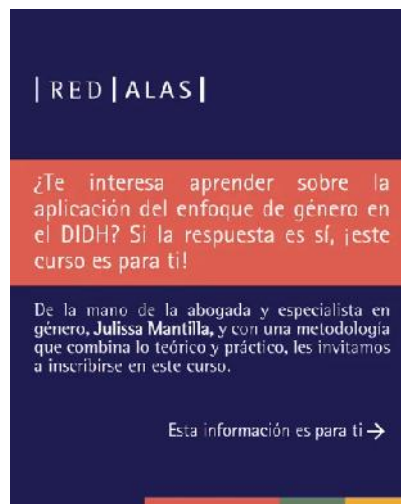 |RED|ALAS|
¿Te interesa aprender sobre la
aplicación del enfoque de género en
el DIDH? Si la respuesta es sí, ¡este
curso es para ti!
De la mano de la abogada y especialista en
género, Julissa Mantilla, y con una metodología
que combina lo teórico y práctico, les invitamos
a inscribirse en este curso.
Esta información es para ti →